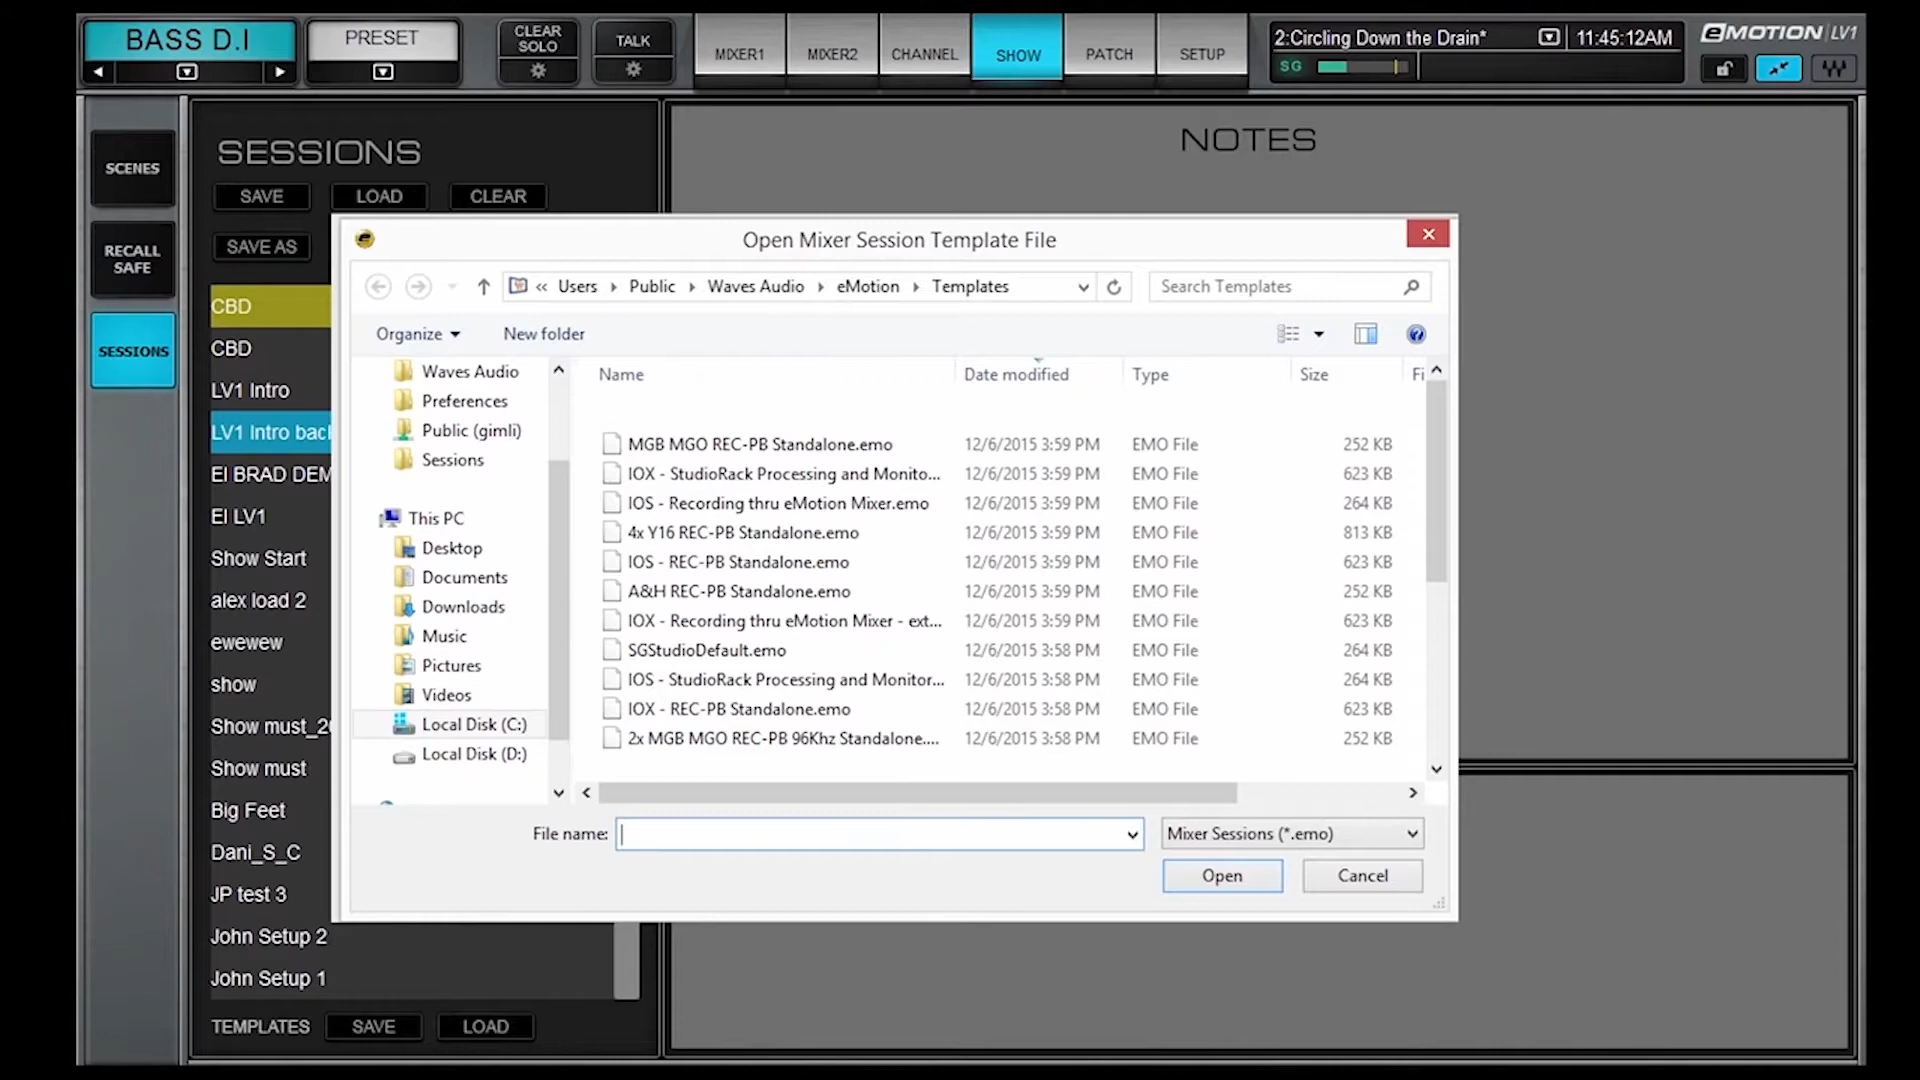 BASS D.I
PRESET
CLEAR
SOLO
TALK
MIXER1
MIXER2
CHANNEL
SHOW
PATCH
SETUP
2:Circling Down the Drain*
11:45:12AM
SG
eMOTION|LV1
SCENES
RECALL
SAFE
SESSIONS
SESSIONS
SAVE
LOAD
CLEAR
SAVE AS
CBD
CBD
LV1 Intro
LV1 Intro back
EI BRAD DEM
EI LV1
Show Start
alex load 2
ewewew
show
Show must_20
Show must
Big Feet
Dani_S_C
JP test 3
John Setup 2
John Setup 1
TEMPLATES
SAVE
LOAD
NOTES
Open Mixer Session Template File
« Users
Public
Waves Audio
eMotion
Templates
Search Templates
Organize
New folder
Waves Audio
Preferences
Public (gimli)
Sessions
This PC
Desktop
Documents
Downloads
Music
Pictures
Videos
Local Disk (C:)
Local Disk (D:)
Name Date modified Type Size Fi
MGB MGO REC-PB Standalone.emo 12/6/2015 3:59 PM EMO File 252 KB
IOX - StudioRack Processing and Monito... 12/6/2015 3:59 PM EMO File 623 KB
IOS - Recording thru eMotion Mixer.emo 12/6/2015 3:59 PM EMO File 264 KB
4x Y16 REC-PB Standalone.emo 12/6/2015 3:59 PM EMO File 813 KB
IOS - REC-PB Standalone.emo 12/6/2015 3:59 PM EMO File 623 KB
A&H REC-PB Standalone.emo 12/6/2015 3:59 PM EMO File 252 KB
IOX - Recording thru eMotion Mixer - ext... 12/6/2015 3:59 PM EMO File 623 KB
SGStudioDefault.emo 12/6/2015 3:58 PM EMO File 264 KB
IOS - StudioRack Processing and Monitor... 12/6/2015 3:58 PM EMO File 264 KB
IOX - REC-PB Standalone.emo 12/6/2015 3:58 PM EMO File 623 KB
2x MGB MGO REC-PB 96Khz Standalone.... 12/6/2015 3:58 PM EMO File 252 KB
File name:
Mixer Sessions (*.emo)
Open
Cancel